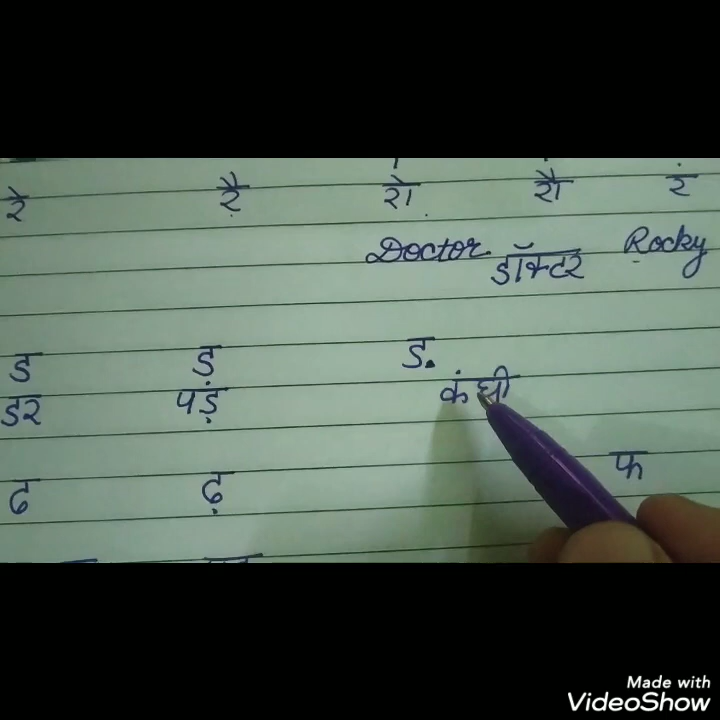 रे रै रो रौ रं
Doctor. डॉक्टर Rocky
ड ड़ ङ
डर पड़ कंघी
फ
ढ ढ़
Made with
VideoShow